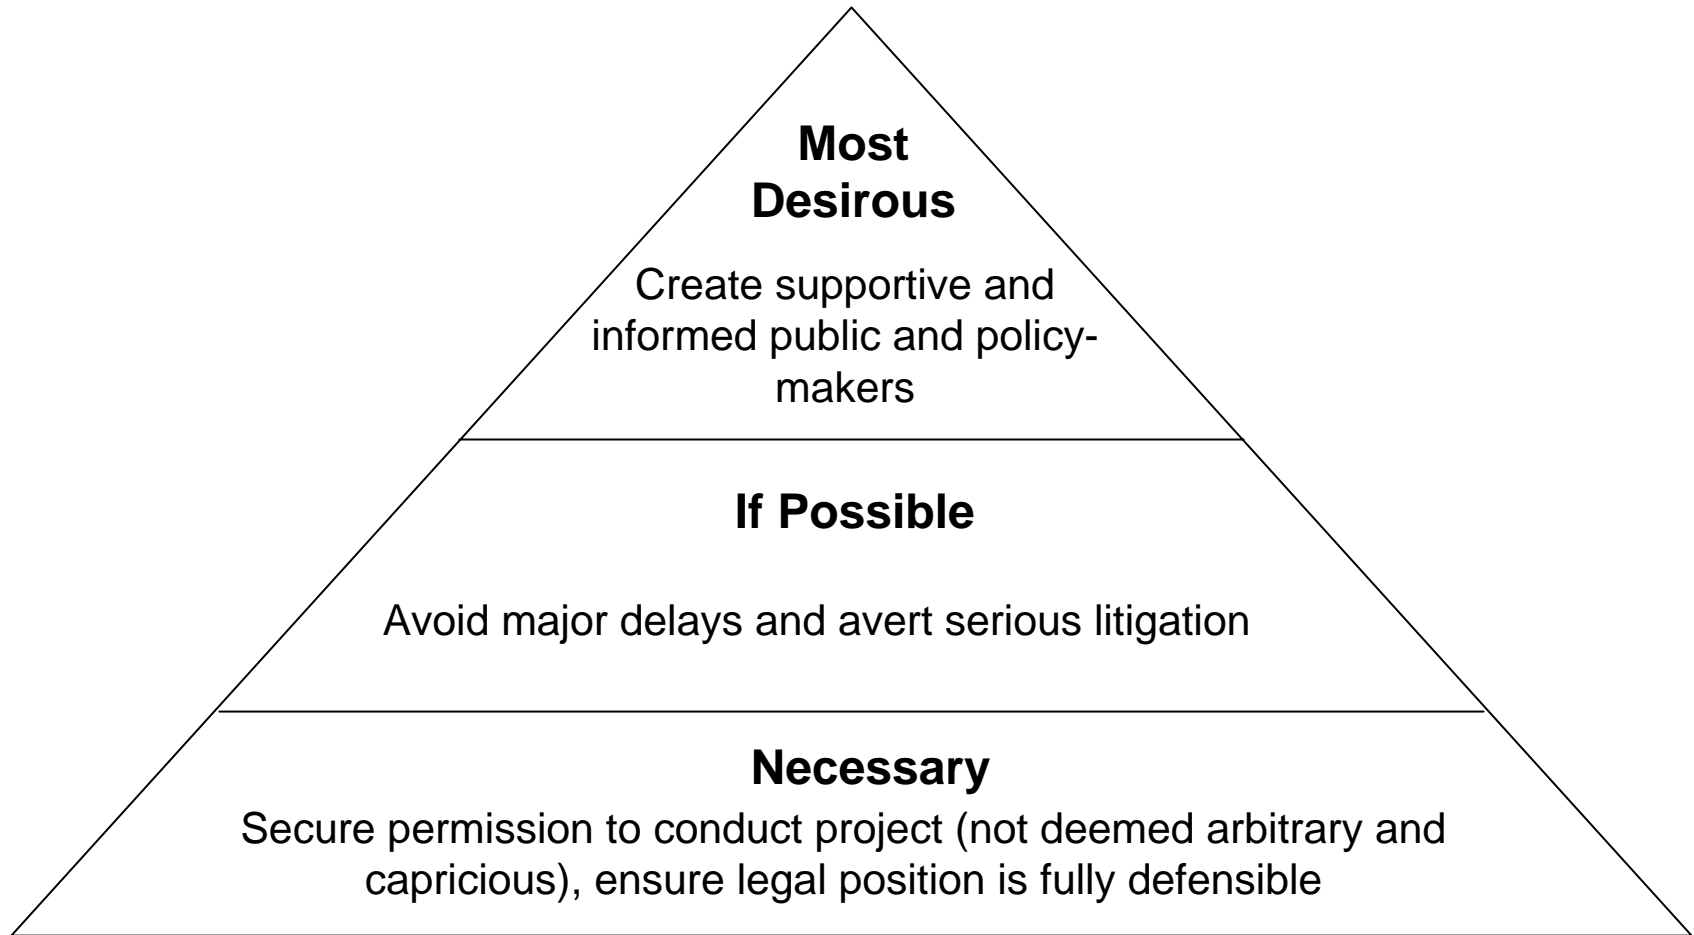 Most
Desirous
Create supportive and
informed public and policy-
makers
If Possible
Avoid major delays and avert serious litigation
Necessary
Secure permission to conduct project (not deemed arbitrary and
capricious), ensure legal position is fully defensible